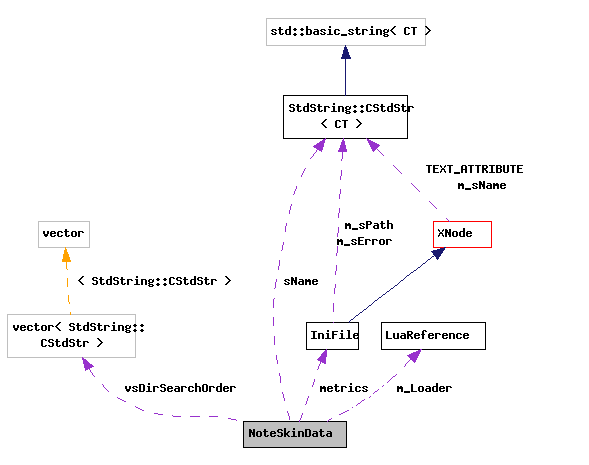 std::basic_string< CT >
StdString::CStdStr
< CT >
TEXT_ATTRIBUTE
m_sName
m_sPath
m_sError
vector
XNode
< StdString::CStdStr >
sName
vector< StdString::
CStdStr >
IniFile
LuaReference
vsDirSearchOrder
metrics
m_Loader
NoteSkinData